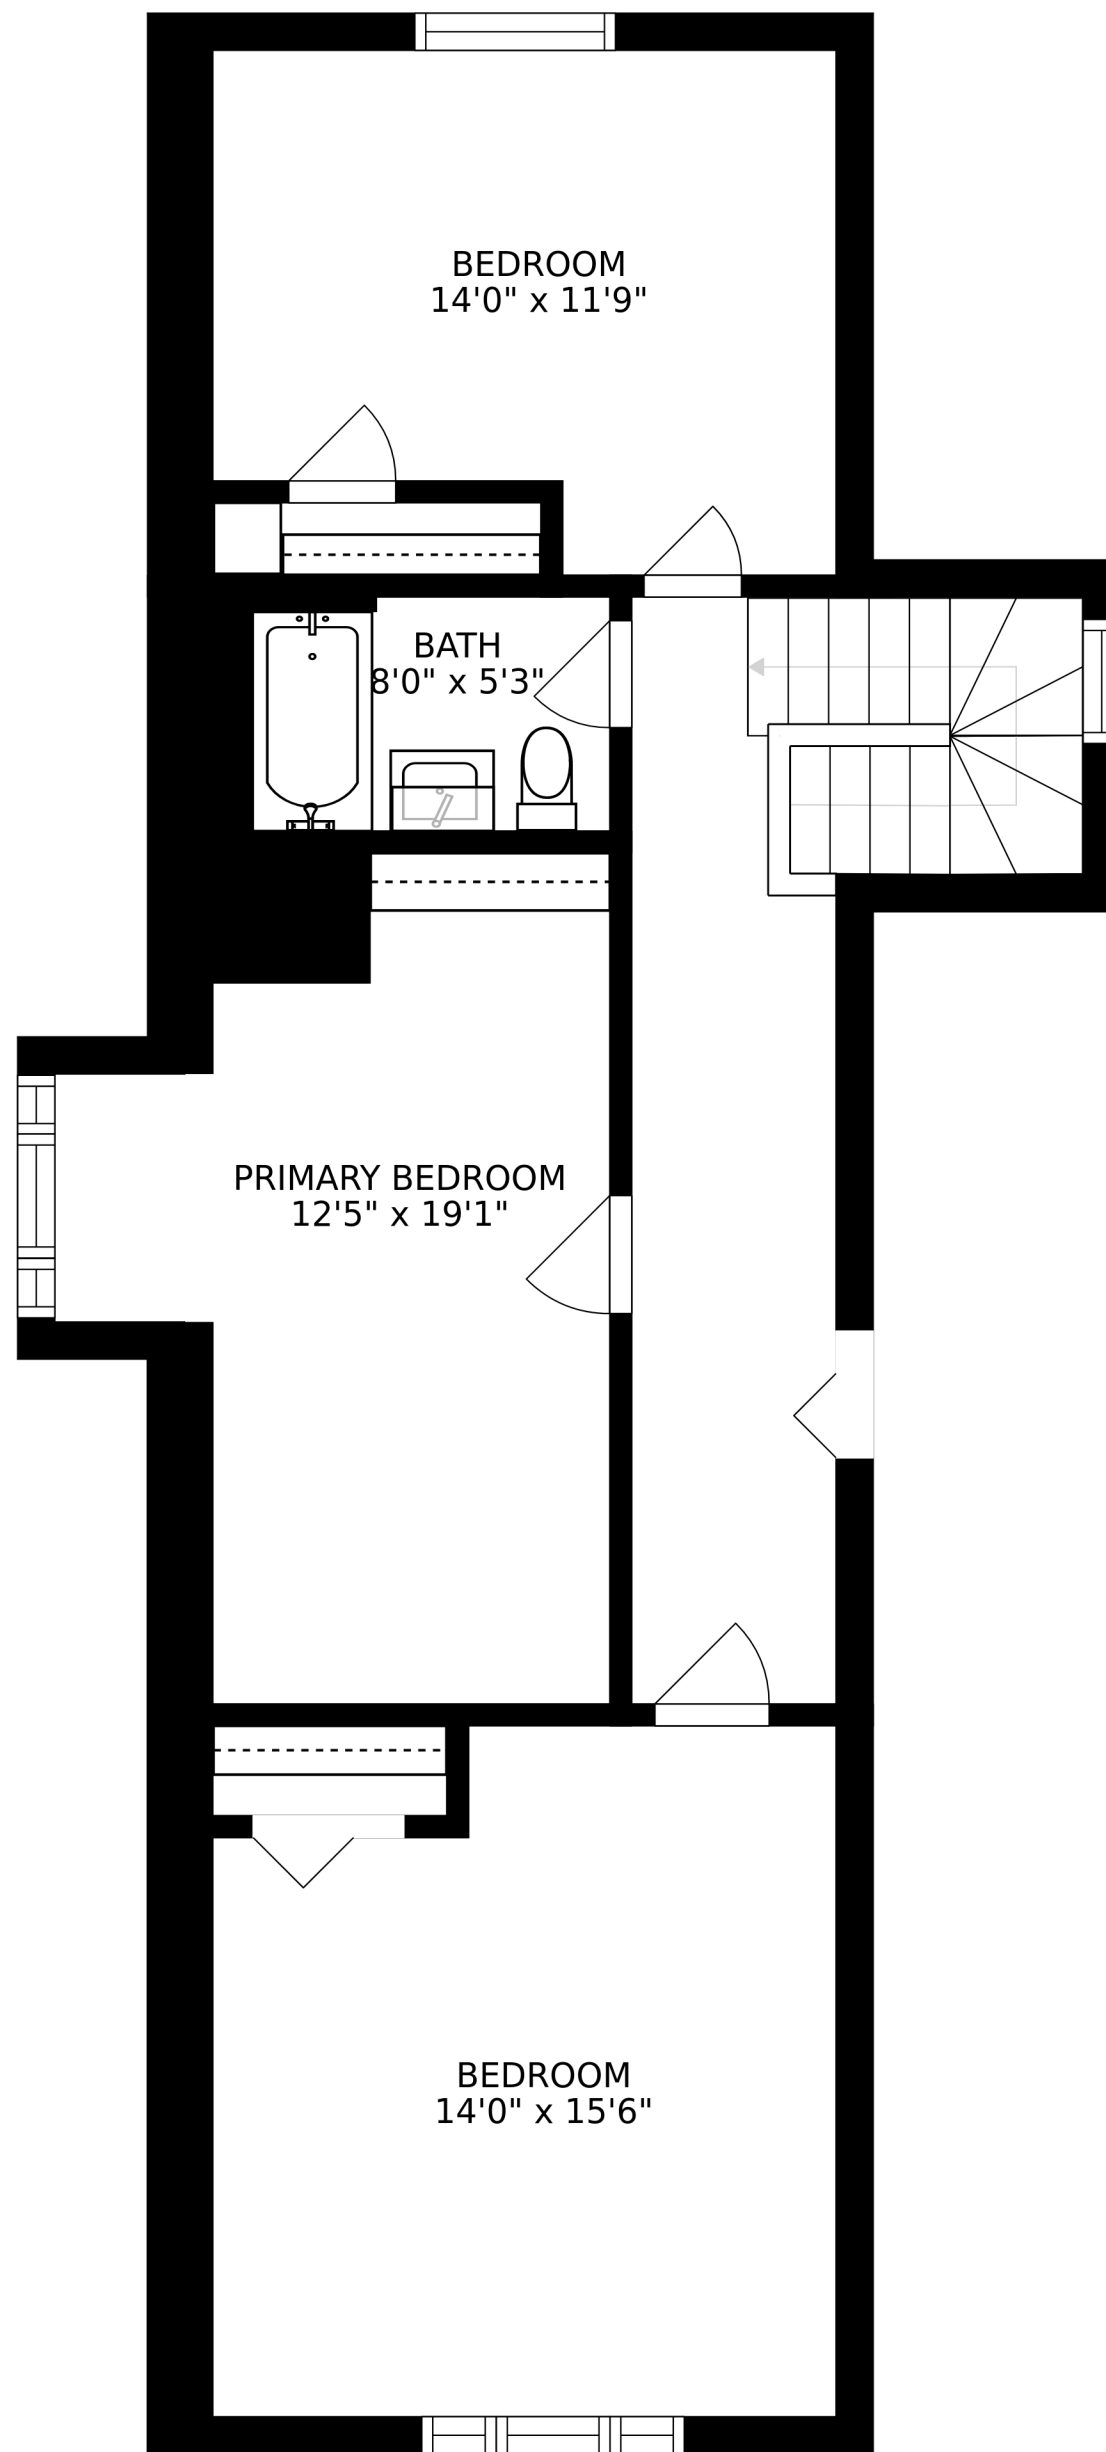 BEDROOM
14'0" x 11'9"
BATH
8'0" x 5'3"
PRIMARY BEDROOM
12'5" x 19'1"
BEDROOM
14'0" x 15'6"